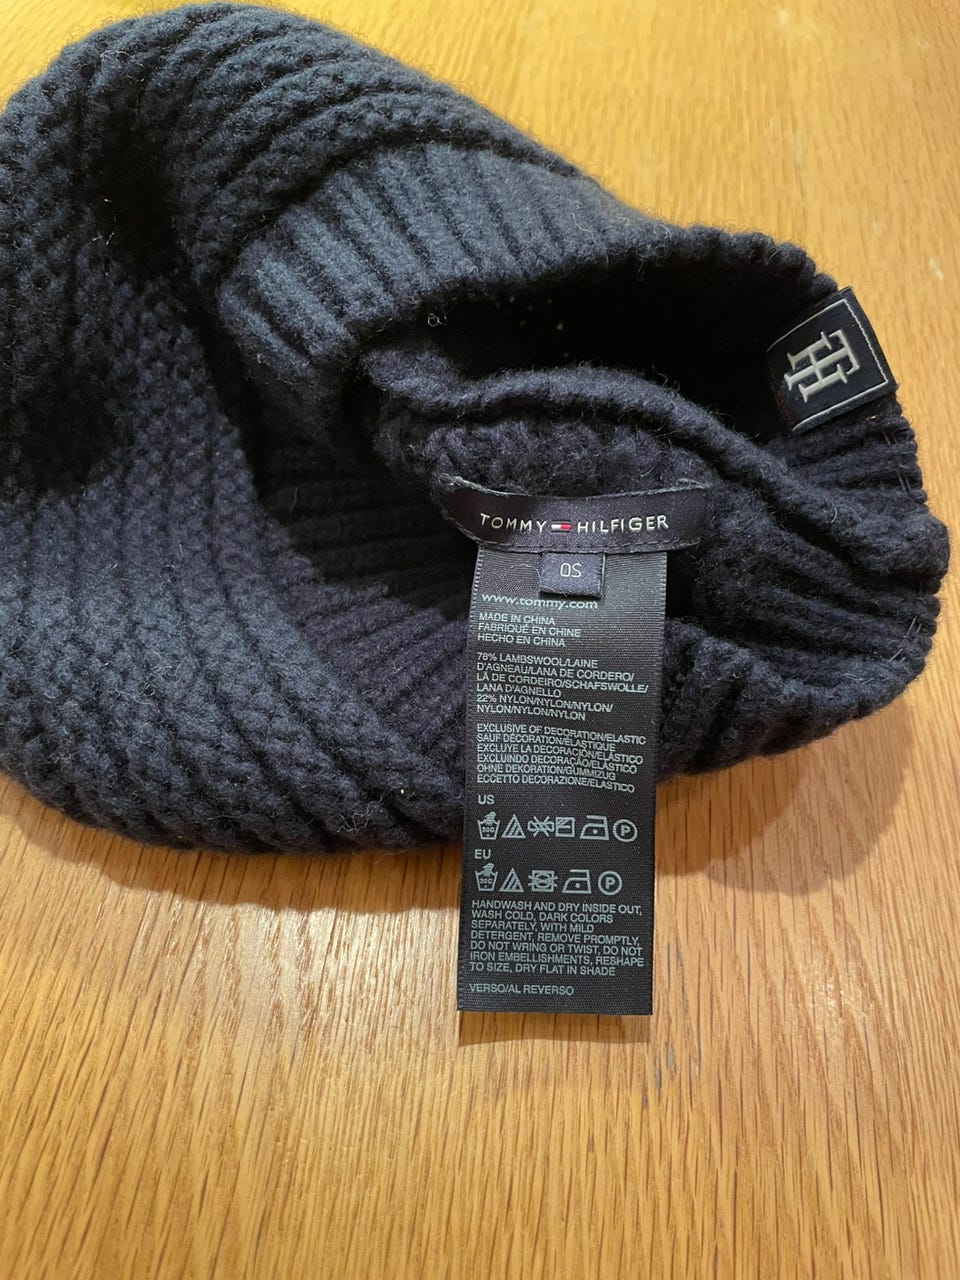 TH
TOMMY HILFIGER
OS
www.tommy.com
MADE IN CHINA
FABRIQUÉ EN CHINE
HECHO EN CHINA
78% LAMBSWOOL/LAINE
D'AGNEAU/LANA DE CORDERO/
LÃ DE CORDEIRO/SCHAFSWOLLE/
LANA D'AGNELLO
22% NYLON/NYLON/NYLON/
NYLON/NYLON/NYLON
EXCLUSIVE OF DECORATION/ELASTIC
SAUF DÉCORATION/ÉLASTIQUE
EXCLUYE LA DECORACIÓN/ELÁSTICO
EXCLUINDO DECORAÇÃO/ELÁSTICO
OHNE DEKORATION/GUMMIZUG
ECCETTO DECORAZIONE/ELASTICO
US
30C P
EU
30C P
HANDWASH AND DRY INSIDE OUT,
WASH COLD, DARK COLORS
SEPARATELY, WITH MILD
DETERGENT, REMOVE PROMPTLY,
DO NOT WRING OR TWIST, DO NOT
IRON EMBELLISHMENTS, RESHAPE
TO SIZE, DRY FLAT IN SHADE
VERSO/AL REVERSO